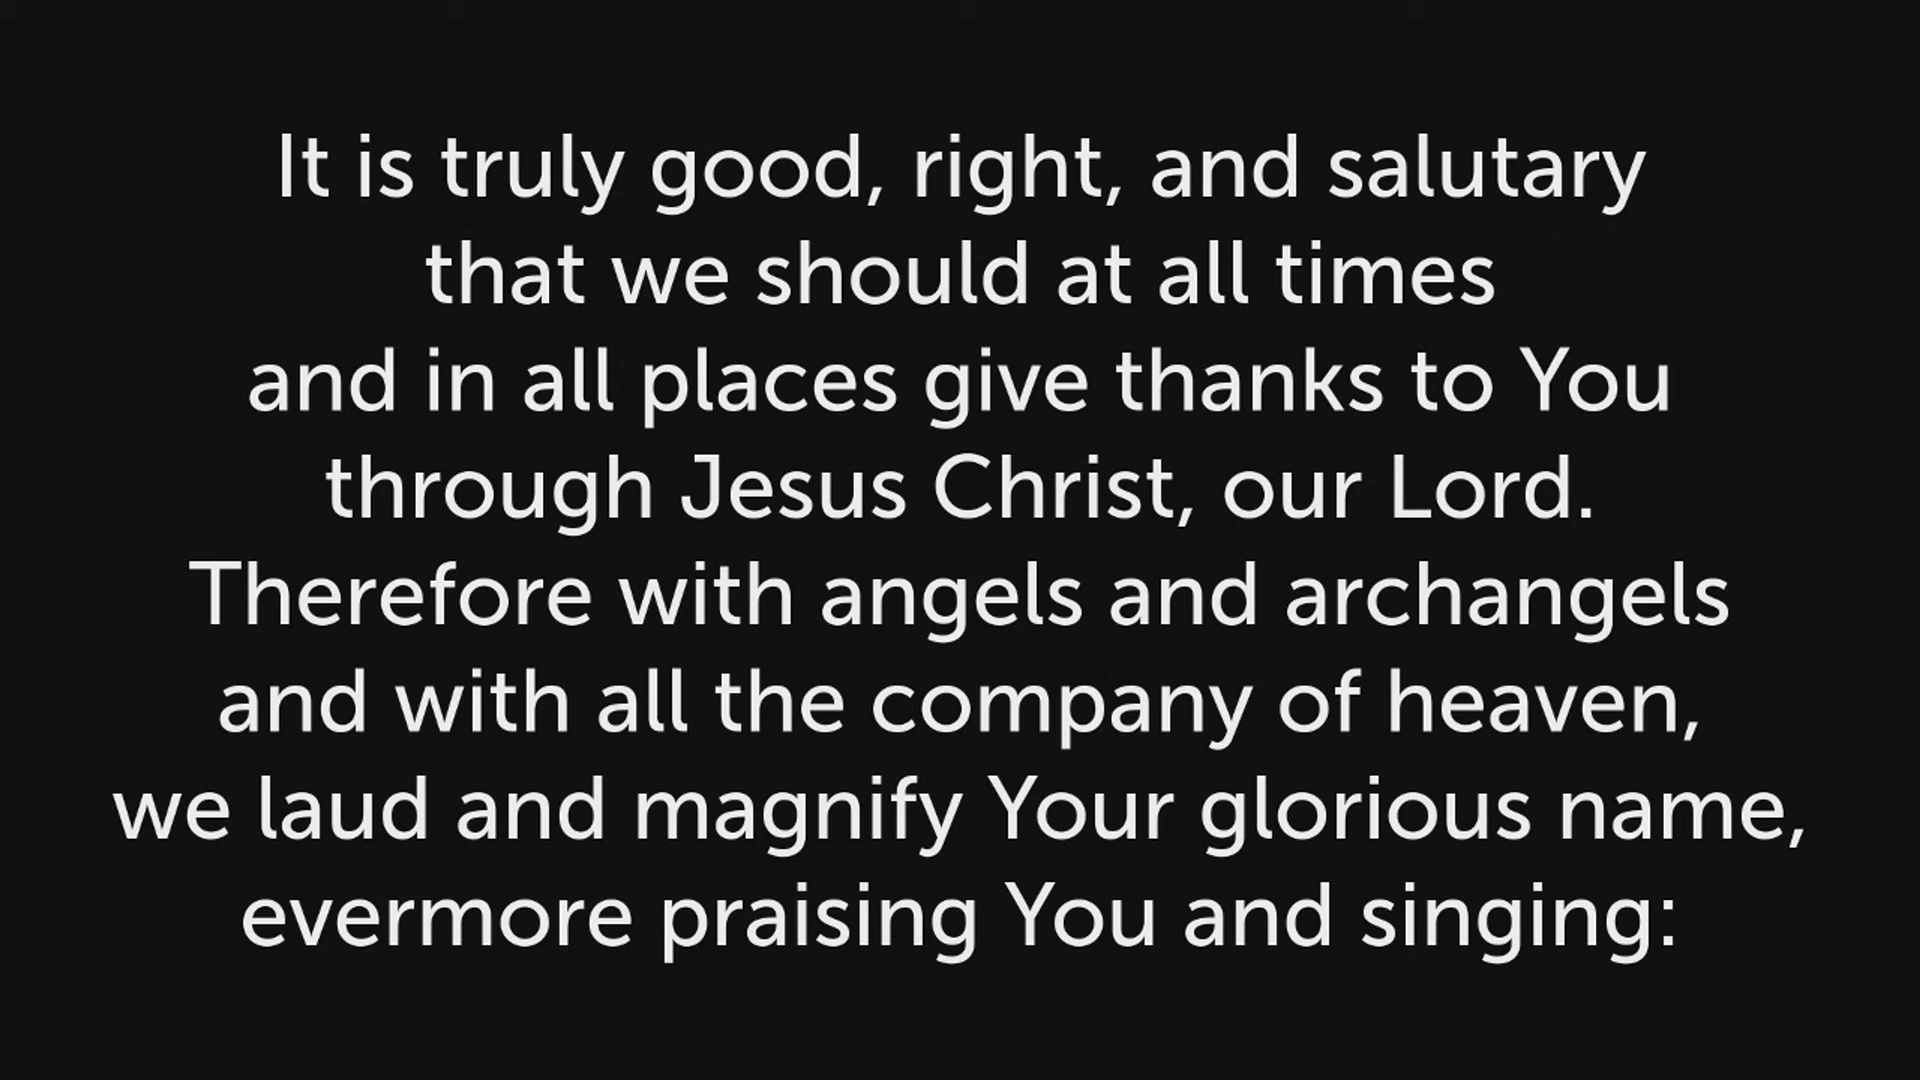 It is truly good, right, and salutary
that we should at all times
and in all places give thanks to You
through Jesus Christ, our Lord.
Therefore with angels and archangels
and with all the company of heaven,
we laud and magnify Your glorious name,
evermore praising You and singing: